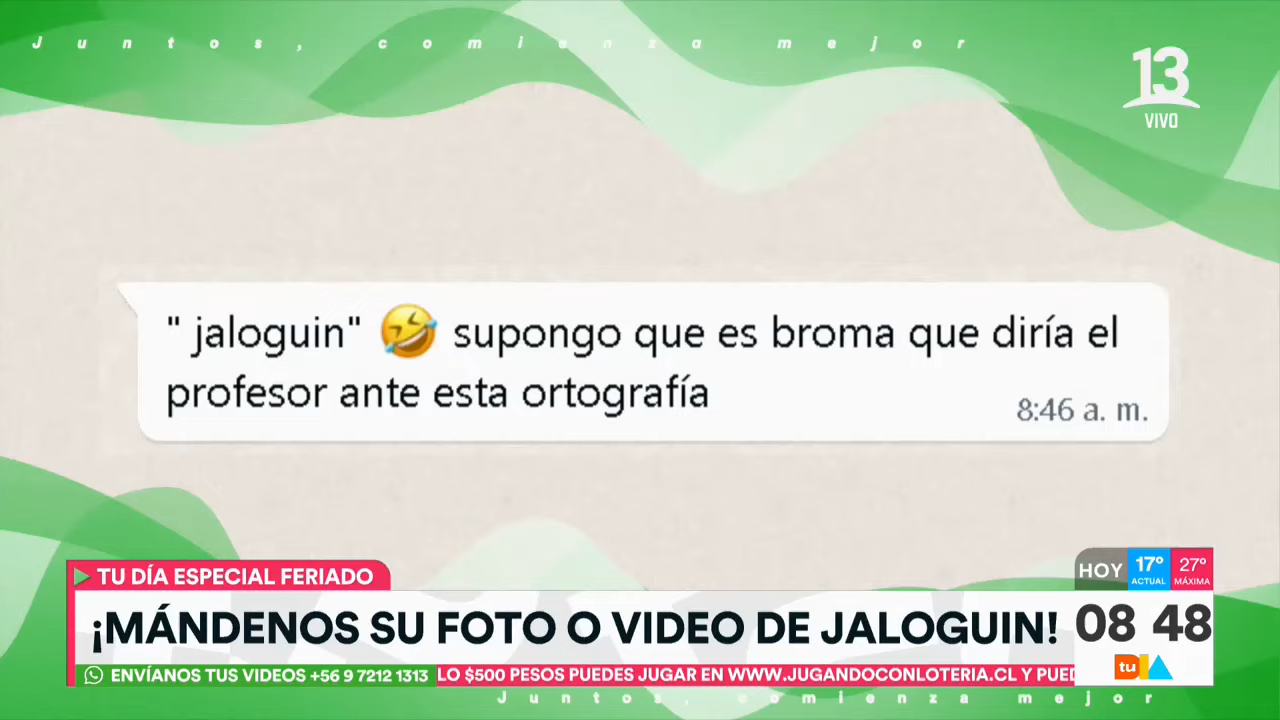 Juntos, comienza mejor
13
VIVO
" jaloguin" 🤣 supongo que es broma que diría el
profesor ante esta ortografía
8:46 a. m.
TU DÍA ESPECIAL FERIADO
HOY
17°
ACTUAL
27°
MÁXIMA
¡MÁNDENOS SU FOTO O VIDEO DE JALOGUIN!
08 48
ENVÍANOS TUS VIDEOS +56 9 7212 1313
LO $500 PESOS PUEDES JUGAR EN WWW.JUGANDOCONLOTERIA.CL Y PUED
tu DÍA
Juntos, comienza mejor